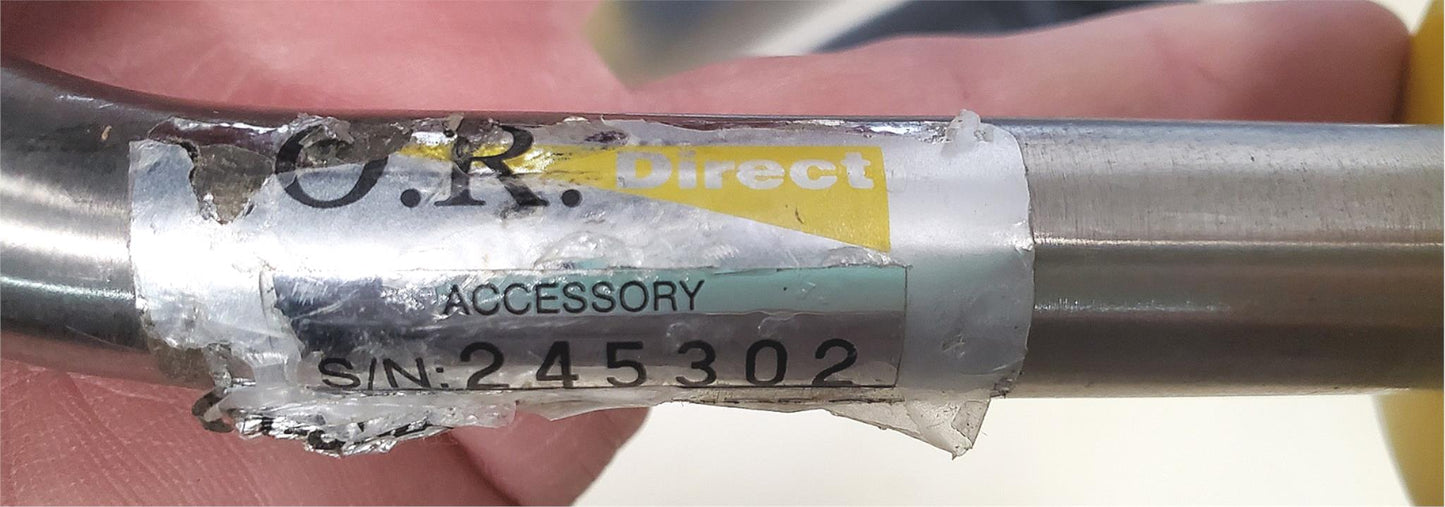 O.R. Direct
ACCESSORY
S/N: 245302